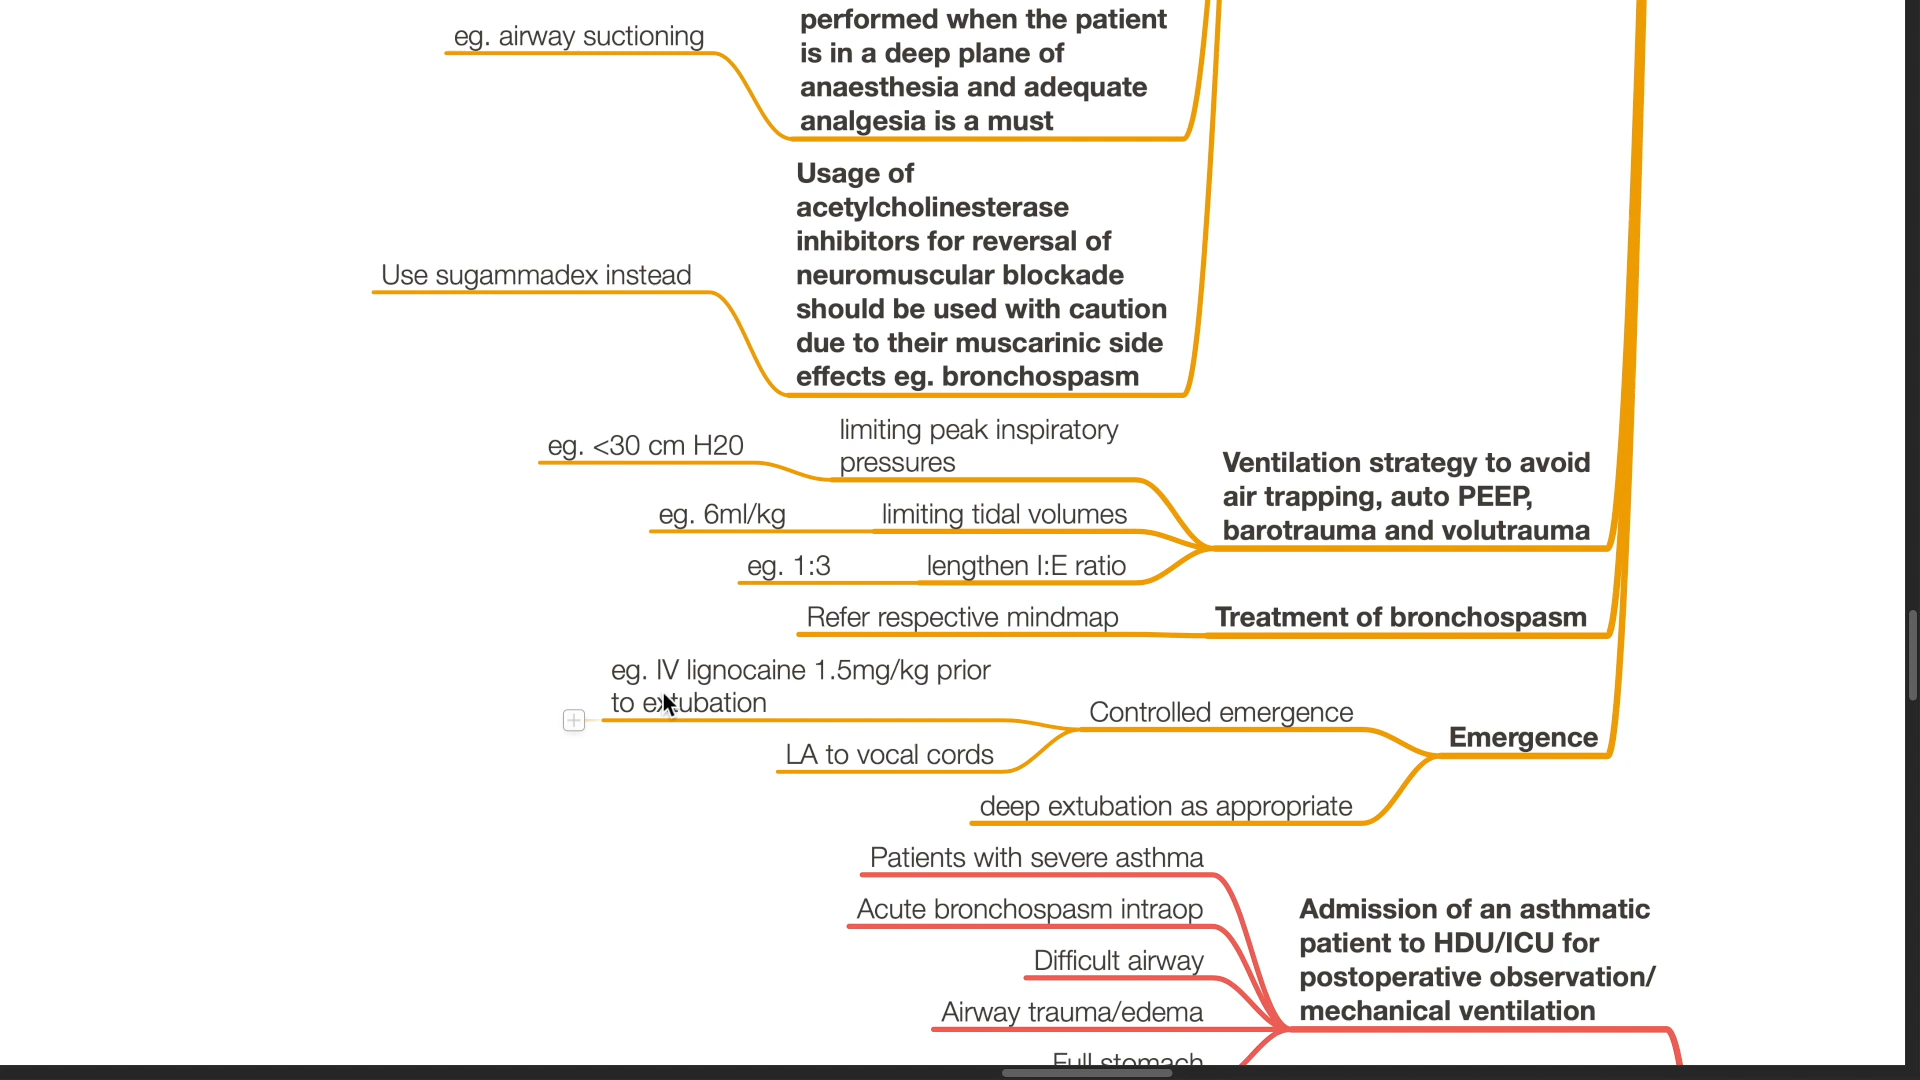 eg. airway suctioning
performed when the patient
is in a deep plane of
anaesthesia and adequate
analgesia is a must
Use sugammadex instead
Usage of
acetylcholinesterase
inhibitors for reversal of
neuromuscular blockade
should be used with caution
due to their muscarinic side
effects eg. bronchospasm
eg. <30 cm H20
limiting peak inspiratory
pressures
eg. 6ml/kg
limiting tidal volumes
eg. 1:3
lengthen I:E ratio
Ventilation strategy to avoid
air trapping, auto PEEP,
barotrauma and volutrauma
Refer respective mindmap
Treatment of bronchospasm
eg. IV lignocaine 1.5mg/kg prior
to extubation
LA to vocal cords
Controlled emergence
deep extubation as appropriate
Emergence
Patients with severe asthma
Acute bronchospasm intraop
Difficult airway
Airway trauma/edema
Full stomach
Admission of an asthmatic
patient to HDU/ICU for
postoperative observation/
mechanical ventilation